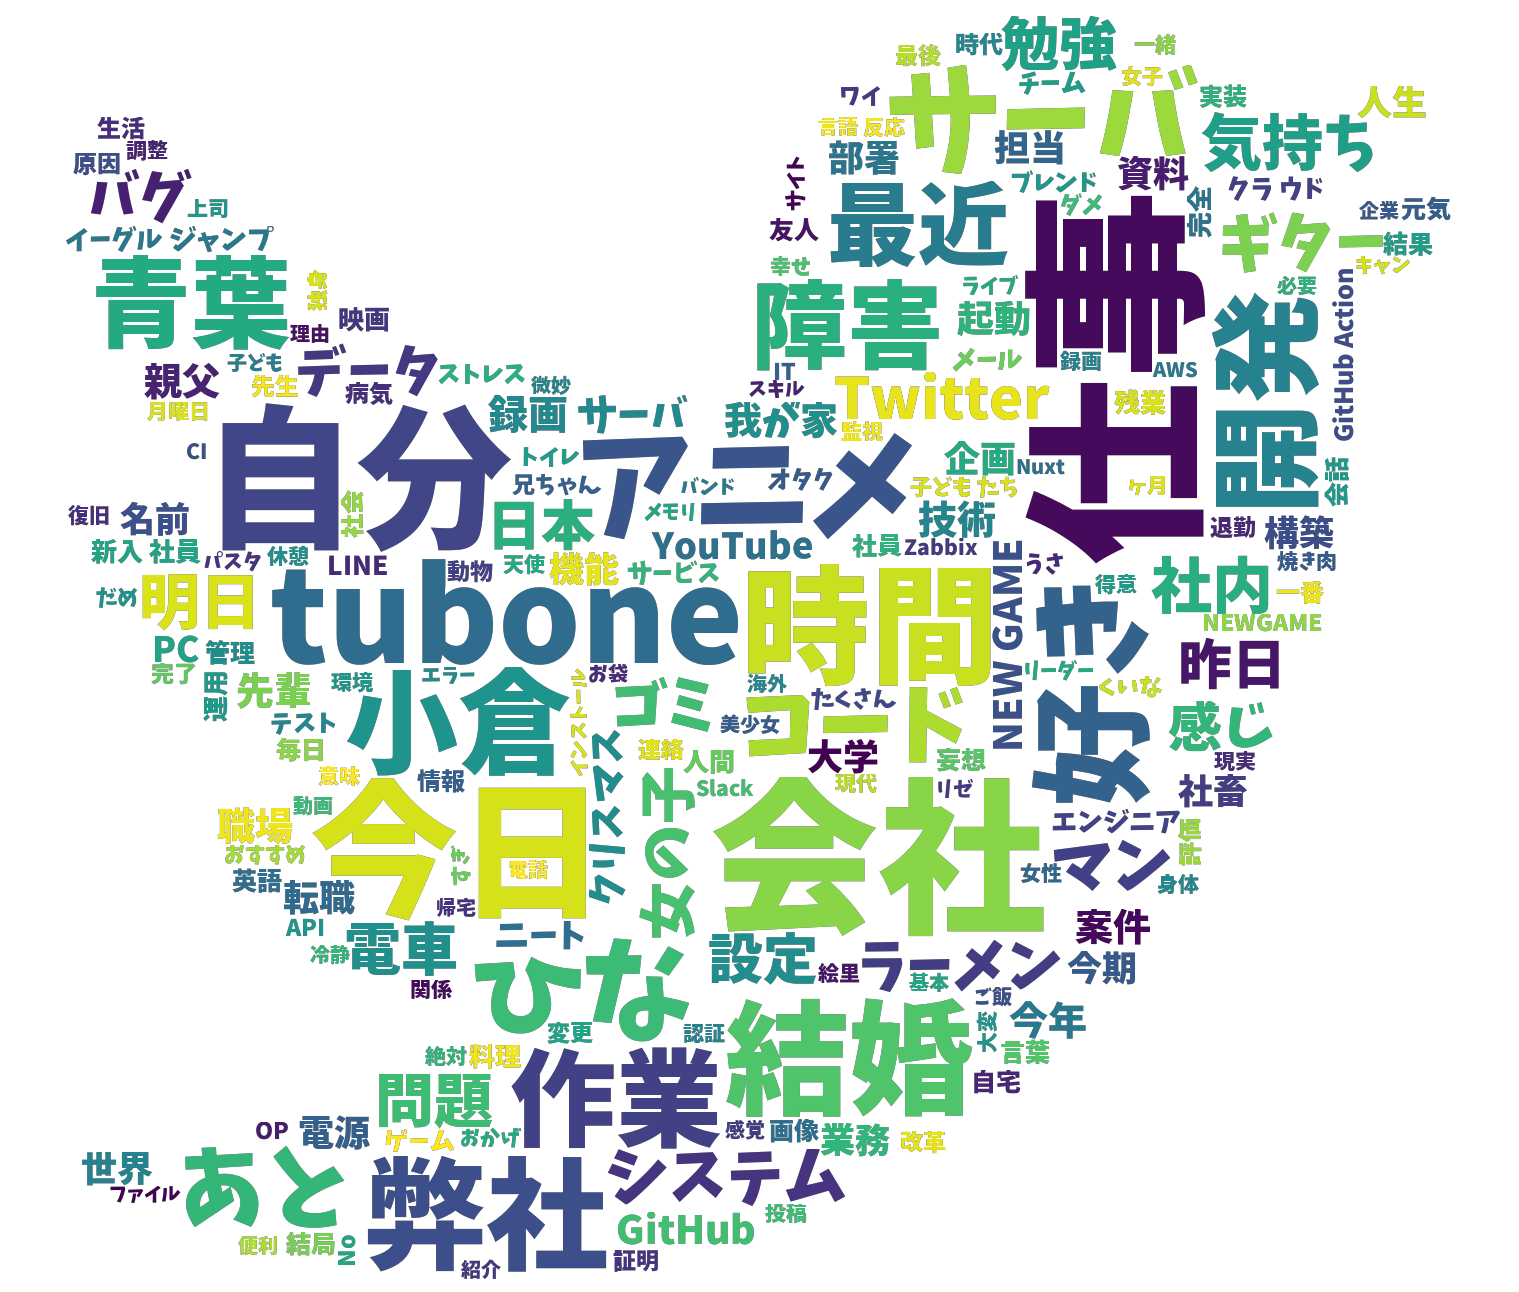 勉強
時代
一緒
最後
チーム
女子
サーバ
ワイ
実装
人生
言語 反応
気持ち
生活
調整
原因
部署
担当
資料
バグ
サイト
ブレンド
クラウド
上司
最近
ダメ
完全
企業
元気
友人
仕事
ギター
結果
イーグル ジャンプ
青葉
独身
幸せ
ライブ
必要
キャン
障害
起動
開発
GitHub Action
映画
理由
子ども
データ
ストレス
メール
録画
IT
AWS
親父
先生
病気
微妙
スキル
Twitter
残業
月曜日
録画
サーバ
我が家
監視
自分
CI
アニメ
企画
Nuxt
トイレ
オタク
会話
兄ちゃん
バンド
子ども たち
ヶ月
社会
日本
メモリ
技術
復旧
名前
退勤
構築
YouTube
社員
Zabbix
新入 社員
パスタ
休憩
LINE
動物
天使
機能
サービス
NEW GAME
うさ
焼き肉
だめ
明日
tubone
時間
好き
得意
社内
一番
NEWGAME
PC
管理
完了
運用
先輩
環境
エラー
お袋
海外
リーダー
昨日
小倉
インストール
ゴミ
たくさん
くいな
テスト
美少女
コード
感じ
毎日
クリスマス
連絡
人間
大学
妄想
現実
意味
情報
女の子
Slack
現代
リゼ
社畜
動画
今日
会社
職場
エンジニア
おすすめ
すぎ
電話
マン
評価
英語
転職
女性
身体
帰宅
API
電車
ニート
案件
冷静
ひな
設定
絵里
ラーメン
今期
関係
基本
ご飯
変更
認証
結婚
大変
今年
絶対
料理
作業
言葉
問題
自宅
OP
電源
ゲーム
おかげ
感覚
画像
業務
改革
世界
あと
弊社
システム
ファイル
GitHub
投稿
便利
結局
No
紹介
証明